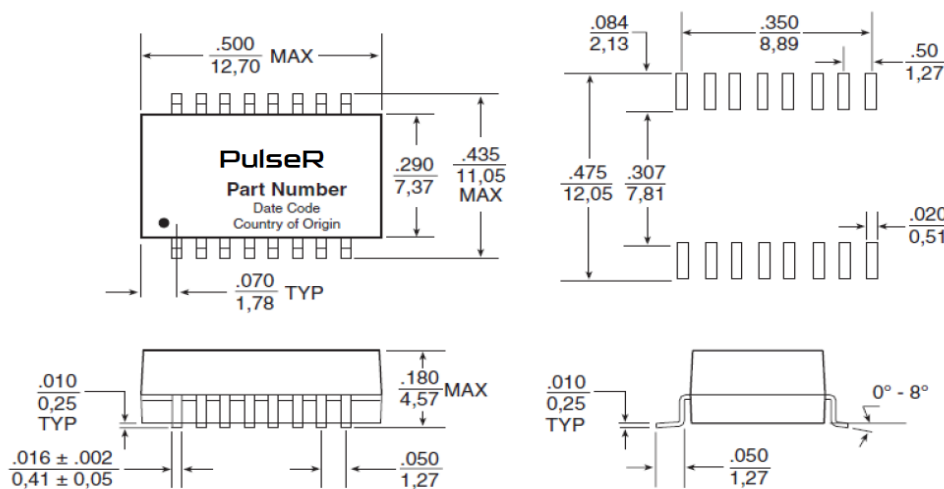 .500
12,70
MAX
PulseR
Part Number
Date Code
Country of Origin
.290
7,37
.435
11,05
MAX
.070
1,78
TYP
.084
2,13
.350
8,89
.50
1,27
.475
12,05
.307
7,81
.020
0,51
.010
0,25
TYP
.180
4,57
MAX
.016 ± .002
0,41 ± 0,05
.050
1,27
.010
0,25
TYP
0° - 8°
.050
1,27